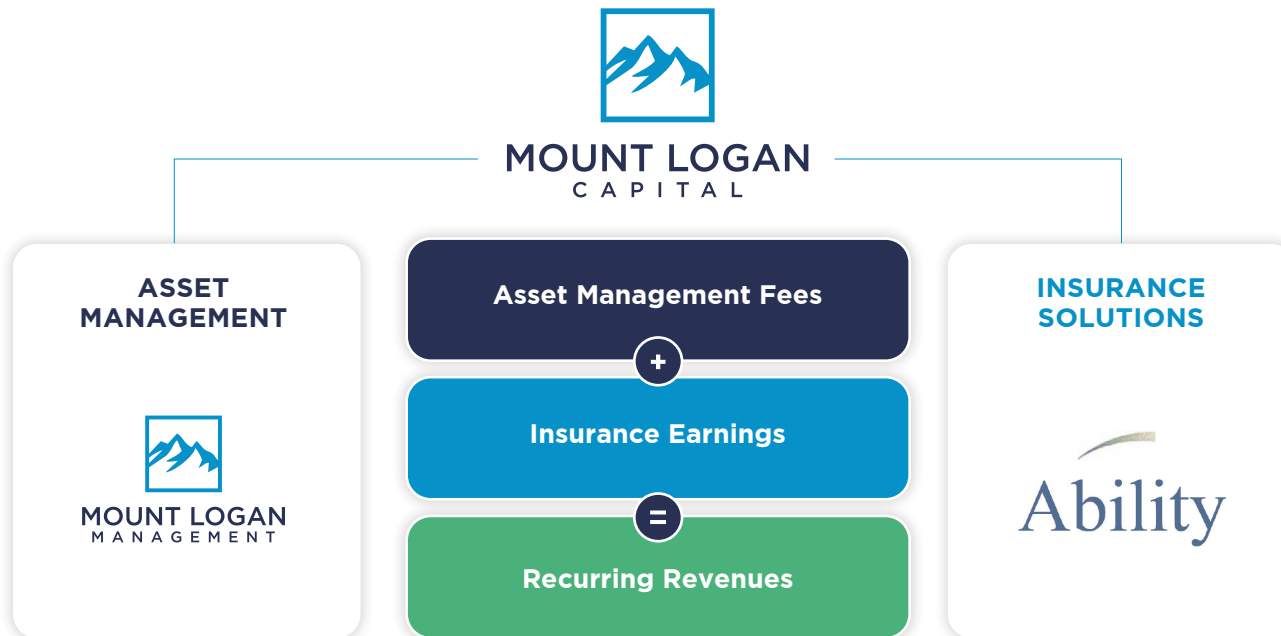 MOUNT LOGAN
CAPITAL
ASSET
MANAGEMENT
MOUNT LOGAN
MANAGEMENT
Asset Management Fees
+
Insurance Earnings
=
Recurring Revenues
INSURANCE
SOLUTIONS
Ability